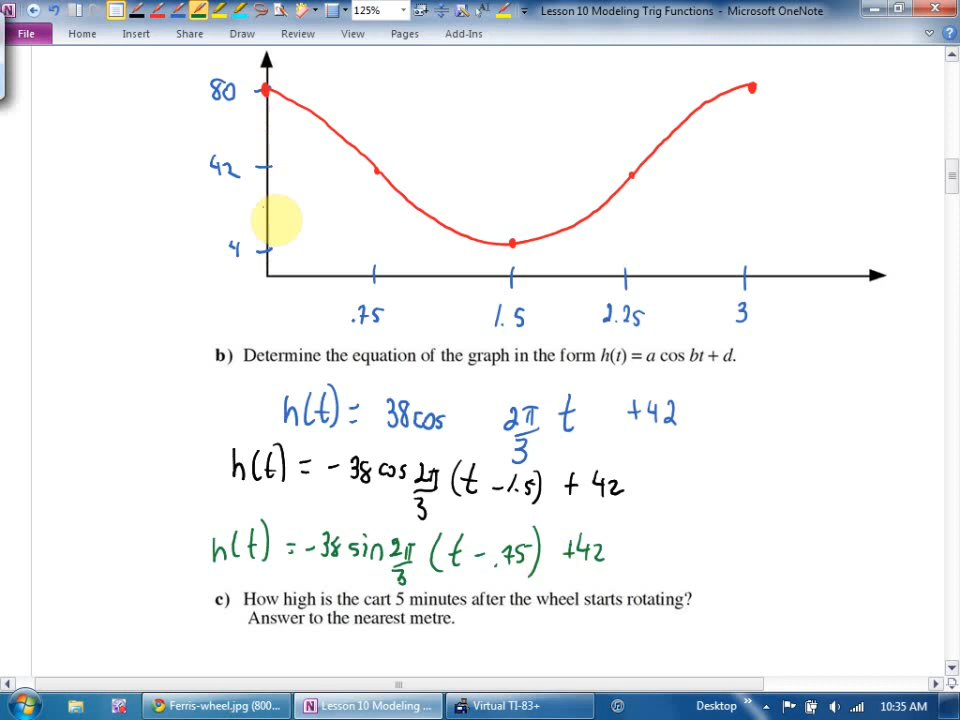 125%
Lesson 10 Modeling Trig Functions - Microsoft OneNote
File Home Insert Share Draw Review View Pages Add-Ins
80
42
4
.75 1.5 2.25 3
b) Determine the equation of the graph in the form h(t) = a cos bt + d.
h(t) = 38 cos 2π/3 t +42
h(t) = -38 cos 2π/3 (t - 1.5) + 42
h(t) = -38 sin 2π/3 (t - .75) + 42
c) How high is the cart 5 minutes after the wheel starts rotating?
Answer to the nearest metre.
Ferris-wheel.jpg (800... Lesson 10 Modeling ... Virtual TI-83+ Desktop 10:35 AM